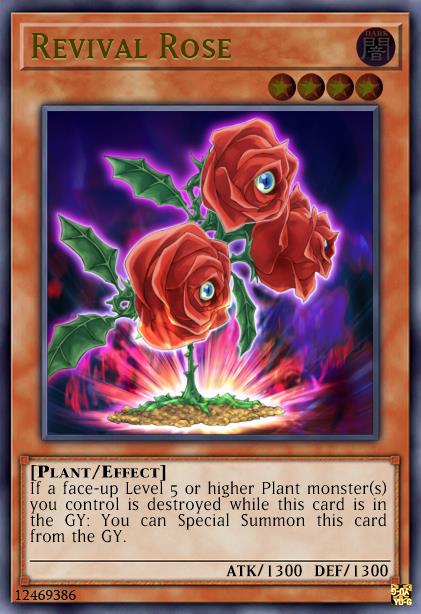 Revival Rose
DARK
闇
[Plant/Effect]
If a face-up Level 5 or higher Plant monster(s)
you control is destroyed while this card is in
the GY: You can Special Summon this card
from the GY.
ATK/1300 DEF/1300
12469386